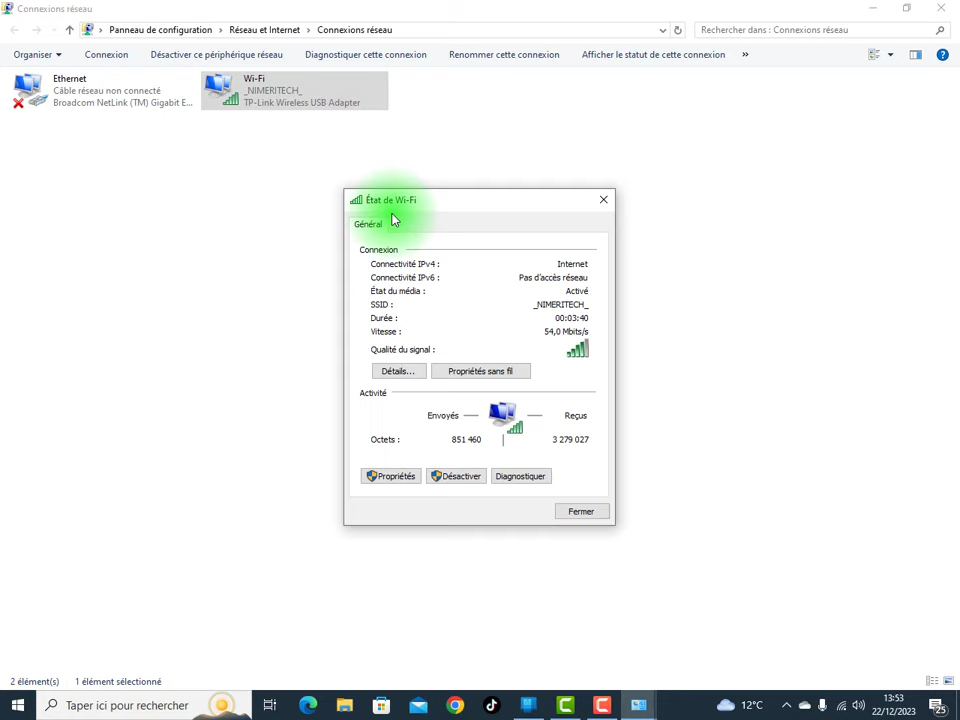 Connexions réseau
Panneau de configuration > Réseau et Internet > Connexions réseau
Rechercher dans : Connexions réseau
Organiser Connexion Désactiver ce périphérique réseau Diagnostiquer cette connexion Renommer cette connexion Afficher le statut de cette connexion »
Ethernet
Câble réseau non connecté
Broadcom NetLink (TM) Gigabit E...
Wi-Fi
_NIMERITECH_
TP-Link Wireless USB Adapter
État de Wi-Fi
Général
Connexion
Connectivité IPv4 : Internet
Connectivité IPv6 : Pas d'accès réseau
État du média : Activé
SSID : _NIMERITECH_
Durée : 00:03:40
Vitesse : 54,0 Mbits/s
Qualité du signal :
Détails... Propriétés sans fil
Activité
Envoyés — — Reçus
Octets : 851 460 3 279 027
Propriétés Désactiver Diagnostiquer
Fermer
2 élément(s) 1 élément sélectionné
Taper ici pour rechercher
12°C
13:53
22/12/2023
25